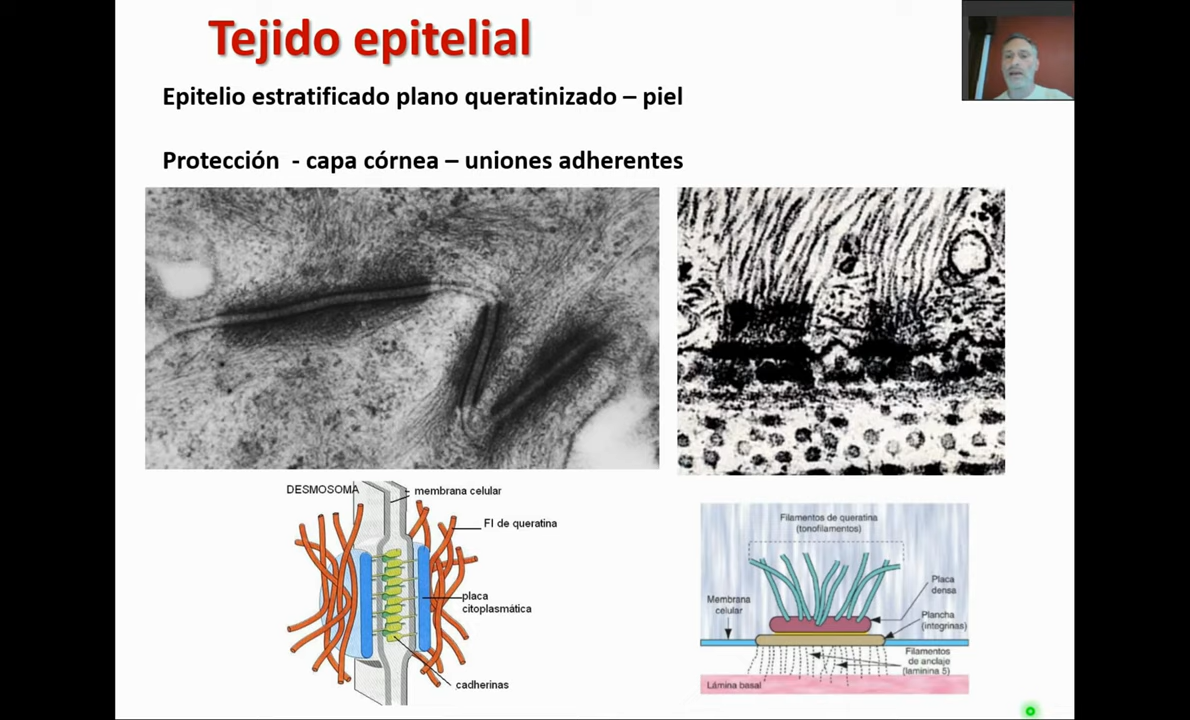 Tejido epitelial
Epitelio estratificado plano queratinizado – piel
Protección - capa córnea – uniones adherentes
DESMOSOMA
membrana celular
FI de queratina
placa
citoplasmática
cadherinas
Filamentos de queratina
(tonofilamentos)
Placa
densa
Membrana
celular
Plancha
(integrinas)
Filamentos
de anclaje
(laminina 5)
Lámina basal